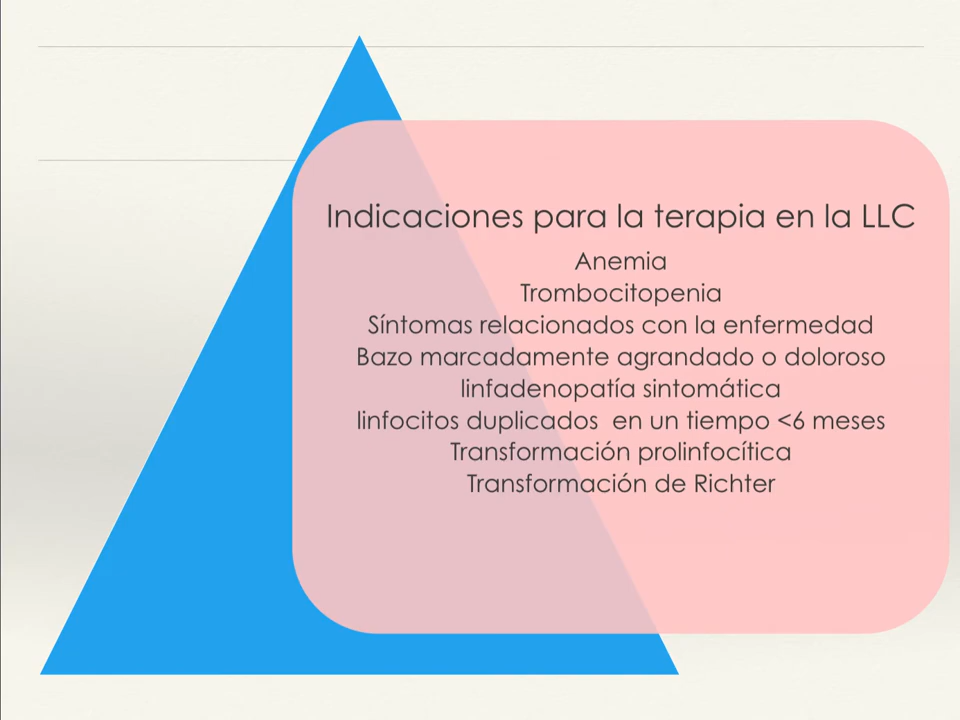 Indicaciones para la terapia en la LLC
Anemia
Trombocitopenia
Síntomas relacionados con la enfermedad
Bazo marcadamente agrandado o doloroso
linfadenopatía sintomática
linfocitos duplicados  en un tiempo <6 meses
Transformación prolinfocítica
Transformación de Richter